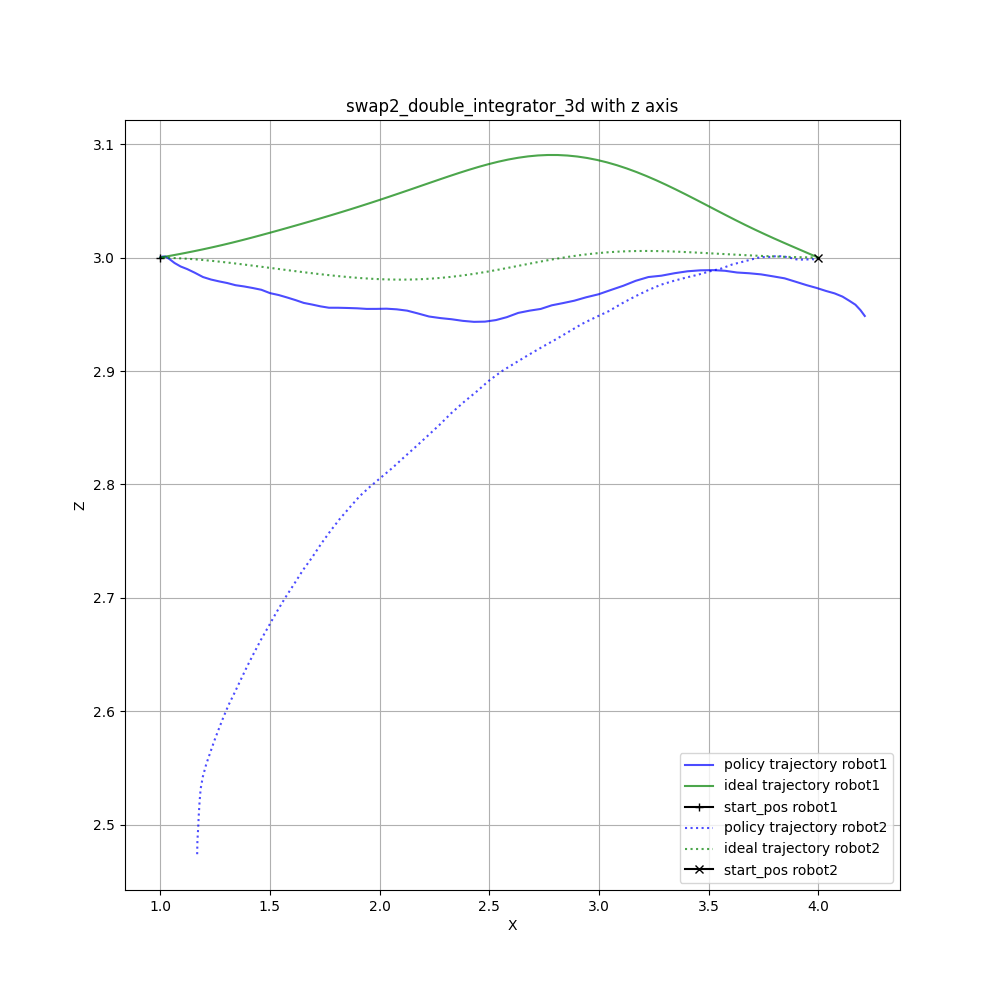 swap2_double_integrator_3d with z axis
3.1
3.0
2.9
2.8
2.7
2.6
2.5
Z
1.0 1.5 2.0 2.5 3.0 3.5 4.0
X
policy trajectory robot1
ideal trajectory robot1
start_pos robot1
policy trajectory robot2
ideal trajectory robot2
start_pos robot2